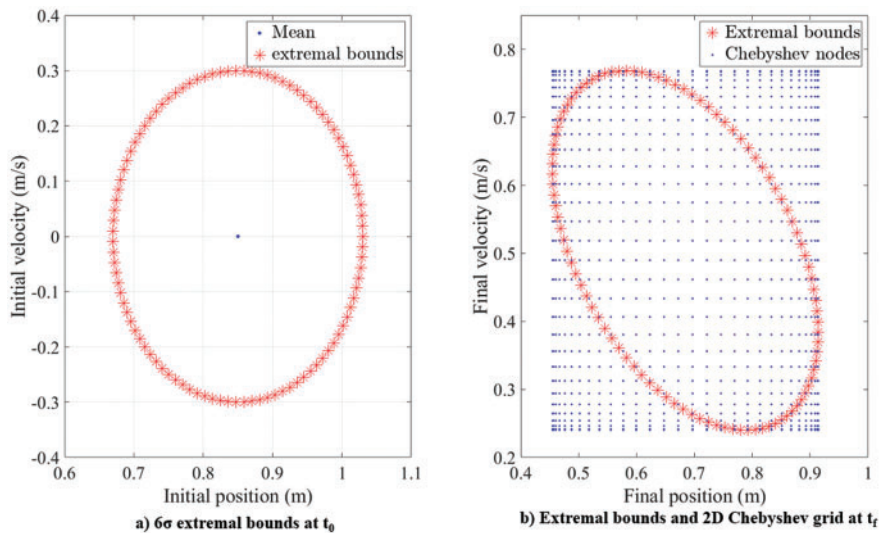 0.4
0.3
0.2
0.1
0
-0.1
-0.2
-0.3
-0.4
0.6
0.7
0.8
0.9
1
1.1
Initial velocity (m/s)
Initial position (m)
Mean
extremal bounds
a) 6σ extremal bounds at t0
0.8
0.7
0.6
0.5
0.4
0.3
0.2
0.4
0.5
0.6
0.7
0.8
0.9
1
Final velocity (m/s)
Final position (m)
Extremal bounds
Chebyshev nodes
b) Extremal bounds and 2D Chebyshev grid at tf